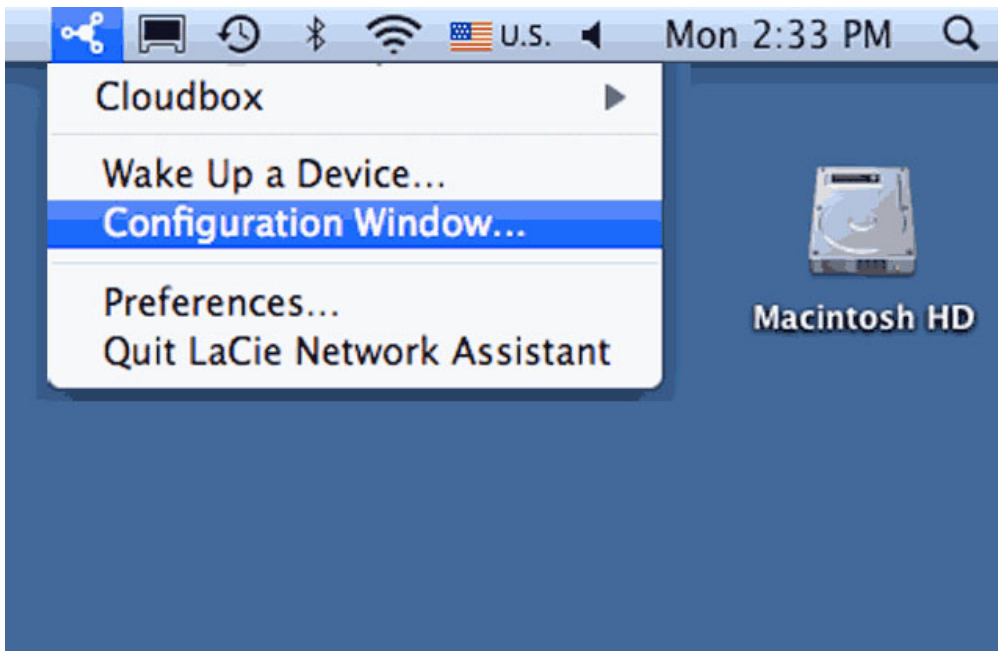 U.S. Mon 2:33 PM
Cloudbox
Wake Up a Device...
Configuration Window...
Preferences...
Quit LaCie Network Assistant
Macintosh HD